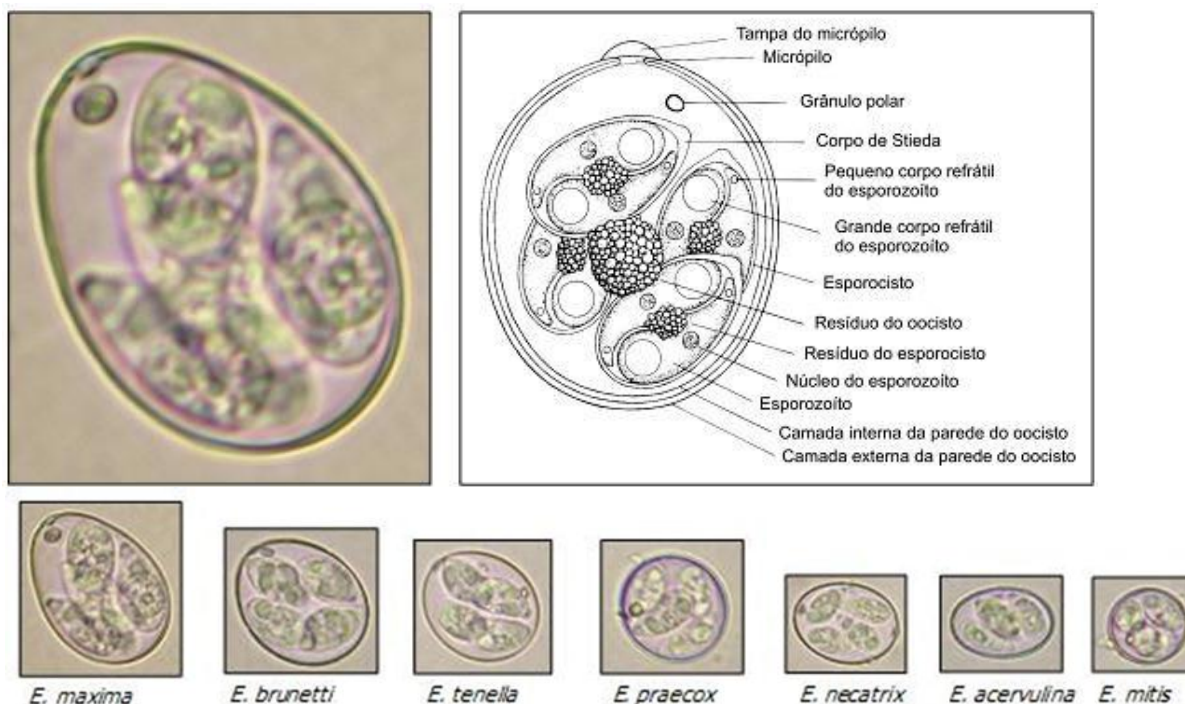 Tampa do micrópilo
Micrópilo
Grânulo polar
Corpo de Stieda
Pequeno corpo refrátil
do esporozoíto
Grande corpo refrátil
do esporozoíto
Esporocisto
Resíduo do oocisto
Resíduo do esporocisto
Núcleo do esporozoíto
Esporozoíto
Camada interna da parede do oocisto
Camada externa da parede do oocisto
E. maxima
E. brunetti
E. tenella
E. praecox
E. necatrix
E. acervulina
E. mitis